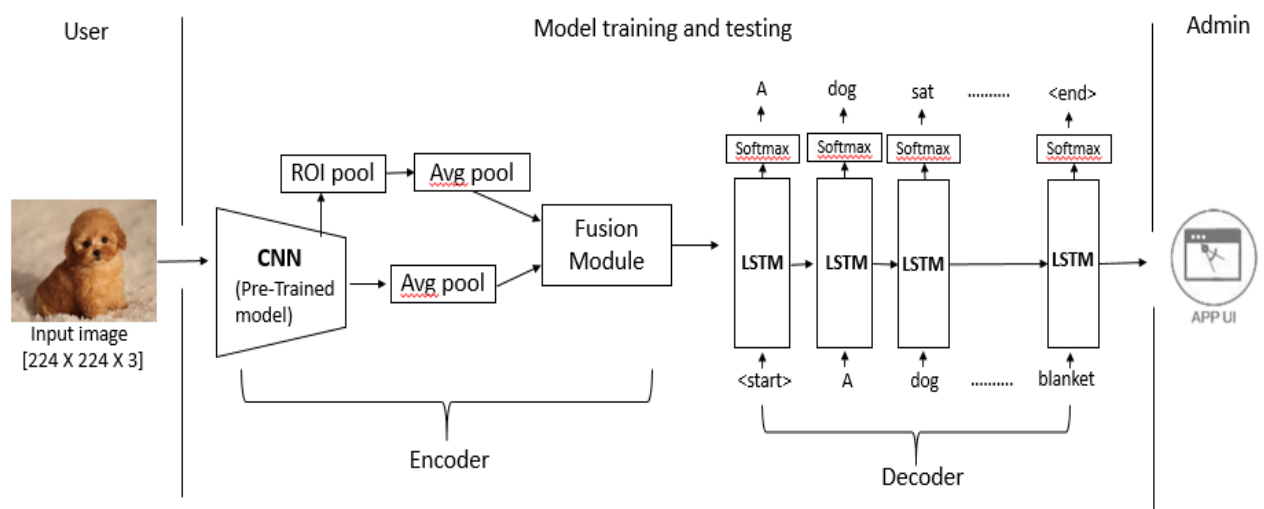 User
Model training and testing
Admin
A
dog
sat
..........
<end>
Softmax
Softmax
Softmax
Softmax
ROI pool
Avg pool
Fusion
Module
CNN
(Pre-Trained
model)
Avg pool
LSTM
LSTM
LSTM
LSTM
APP UI
Input image
[224 X 224 X 3]
<start>
A
dog
..........
blanket
Encoder
Decoder